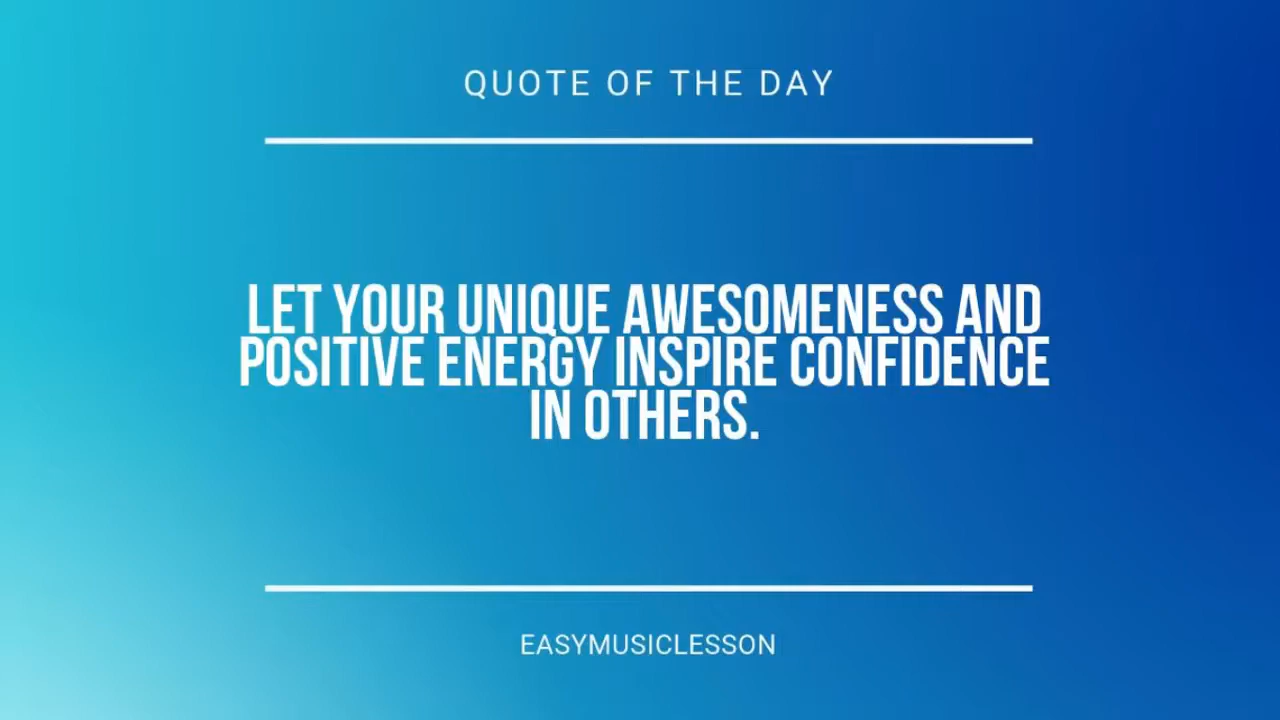 QUOTE OF THE DAY
LET YOUR UNIQUE AWESOMENESS AND
POSITIVE ENERGY INSPIRE CONFIDENCE
IN OTHERS.
EASYMUSICLESSON